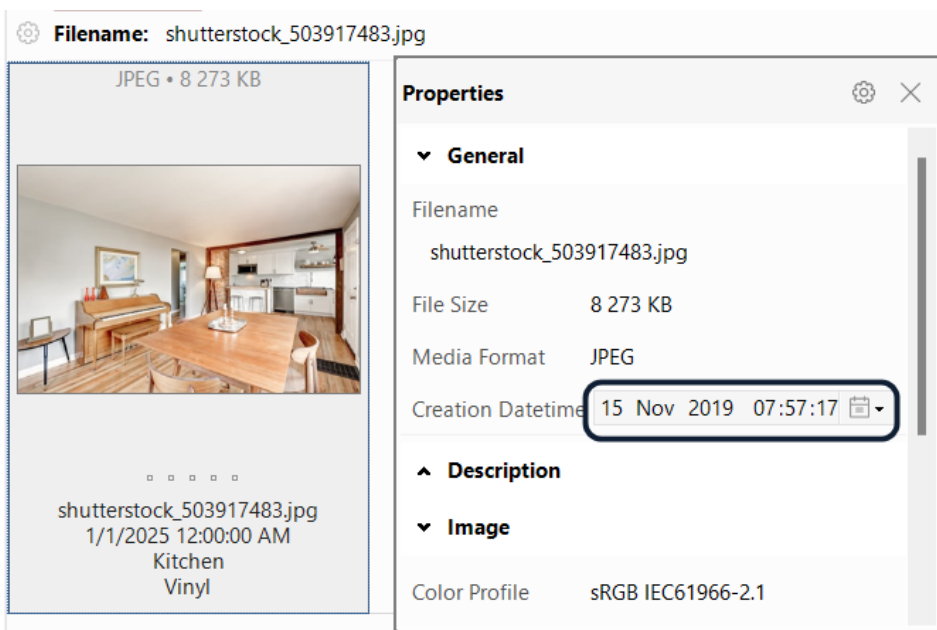 Filename: shutterstock_503917483.jpg
JPEG • 8 273 KB
shutterstock_503917483.jpg
1/1/2025 12:00:00 AM
Kitchen
Vinyl
Properties
General
Filename
shutterstock_503917483.jpg
File Size 8 273 KB
Media Format JPEG
Creation Datetime 15 Nov 2019 07:57:17
Description
Image
Color Profile sRGB IEC61966-2.1